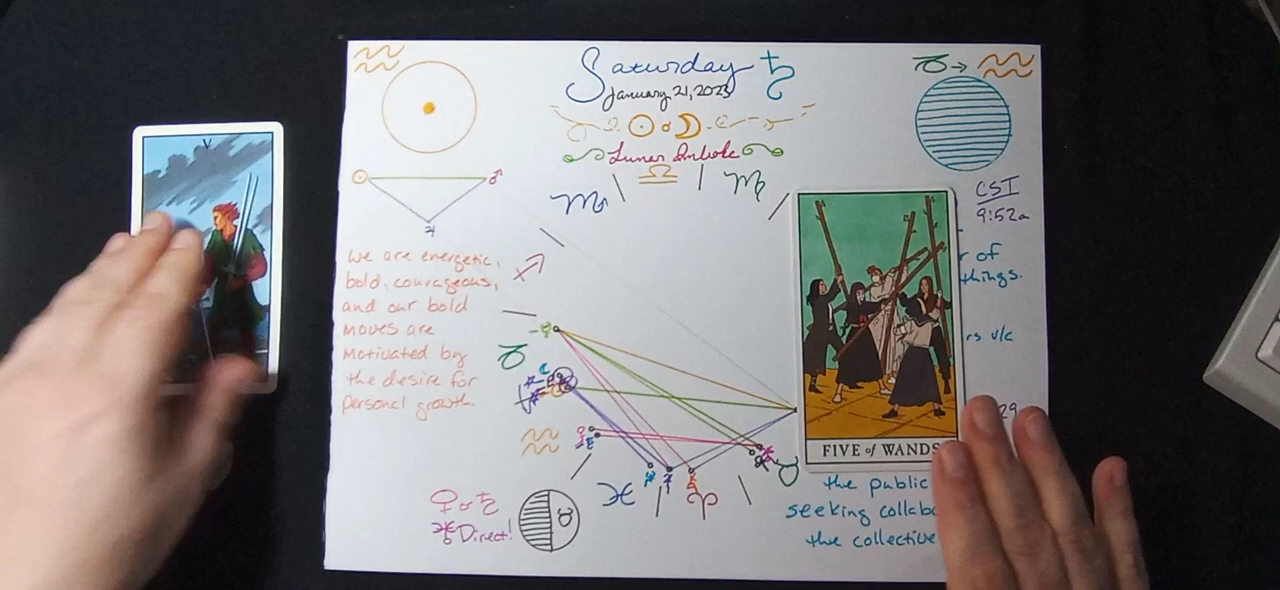 Saturday
January 21, 2023
Lunar Imbolc
CSI
9:52a
we are energetic,
bold, courageous,
and our bold
moves are
motivated by
the desire for
personal growth.
r of
things.
rs v/c
29
V
FIVE of WANDS
the public
seeking collab
the collective
Direct!